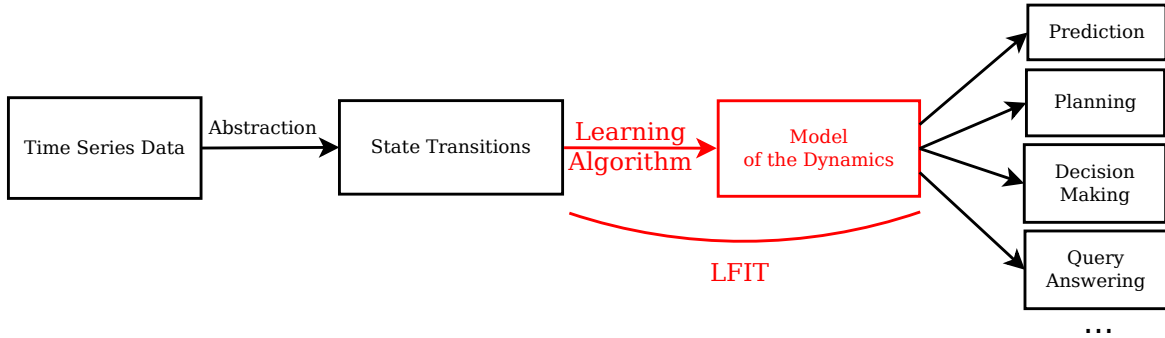 Time Series Data
Abstraction
State Transitions
Learning
Algorithm
Model
of the Dynamics
LFIT
Prediction
Planning
Decision
Making
Query
Answering
...